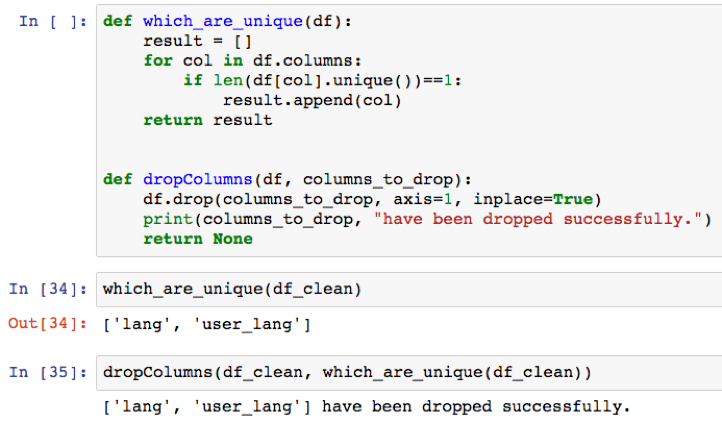 In [ ]: def which_are_unique(df):
    result = []
    for col in df.columns:
        if len(df[col].unique())==1:
            result.append(col)
    return result
def dropColumns(df, columns_to_drop):
    df.drop(columns_to_drop, axis=1, inplace=True)
    print(columns_to_drop, "have been dropped successfully.")
    return None
In [34]: which_are_unique(df_clean)
Out[34]: ['lang', 'user_lang']
In [35]: dropColumns(df_clean, which_are_unique(df_clean))
['lang', 'user_lang'] have been dropped successfully.